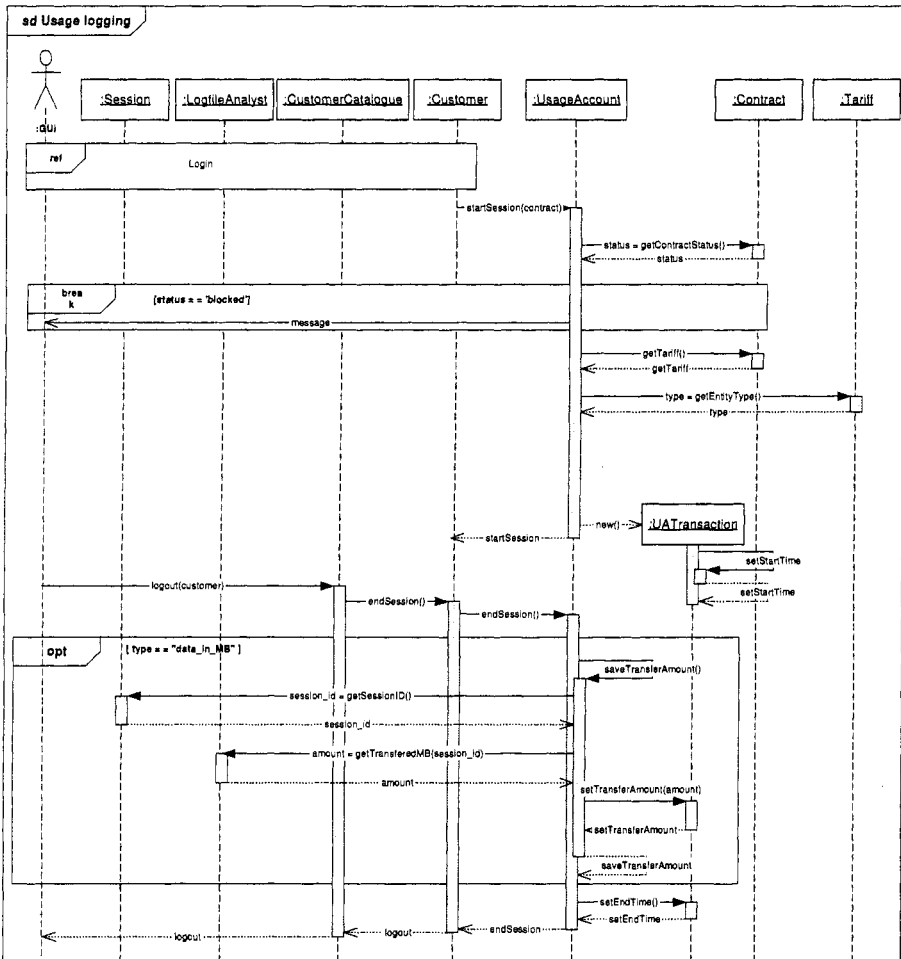 sd Usage logging
:Session
:LogfileAnalyst
:CustomerCatalogue
:Customer
:UsageAccount
:Contract
:Tariff
:GUI
ref
Login
startSession(contract)
status = getContractStatus()
status
brea
k
[status = = 'blocked']
message
getTariff()
getTariff
type = getEntityType()
type
new()
:UATransaction
startSession
setStartTime
setStartTime
logout(customer)
endSession()
endSession()
opt
[ type = = "data_in_MB" ]
saveTransferAmount()
session_id = getSessionID()
session_id
amount = getTransferedMB(session_id)
amount
setTransferAmount(amount)
setTransferAmount
saveTransferAmount
setEndTime()
setEndTime
endSession
logout
logout